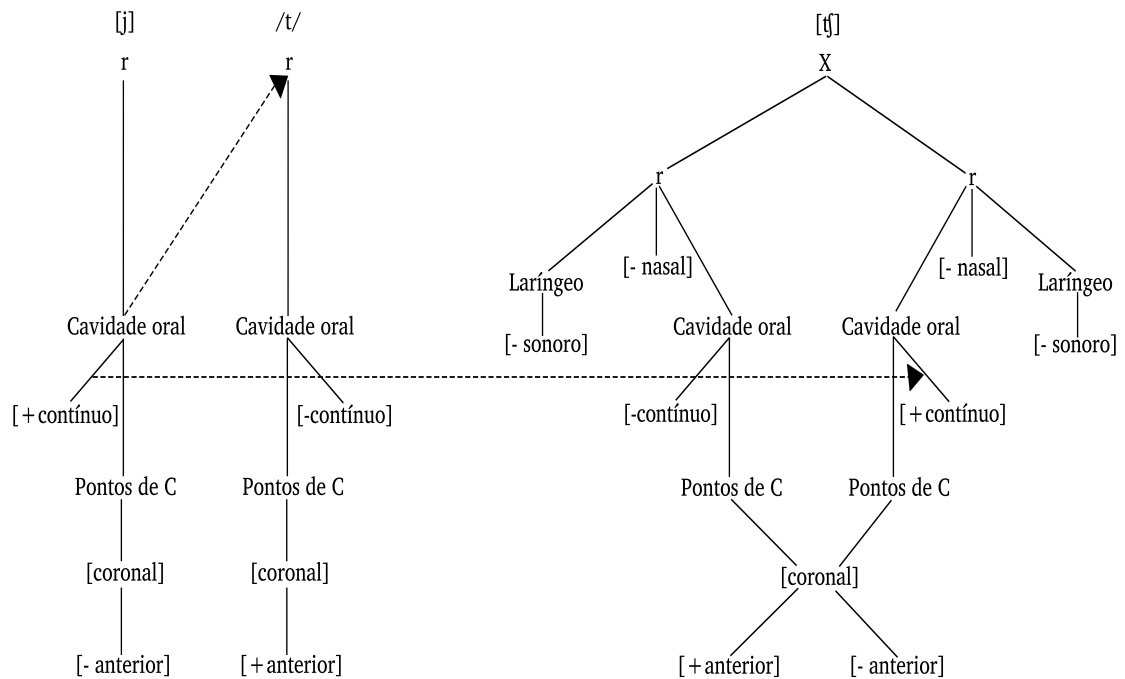 [j] /t/ [tʃ]
r r X
r r
[- nasal] [- nasal]
Laríngeo Laríngeo
Cavidade oral Cavidade oral Cavidade oral Cavidade oral
[- sonoro] [- sonoro]
[+contínuo] [-contínuo] [-contínuo] [+contínuo]
Pontos de C Pontos de C Pontos de C Pontos de C
[coronal] [coronal] [coronal]
[- anterior] [+anterior] [+anterior] [- anterior]